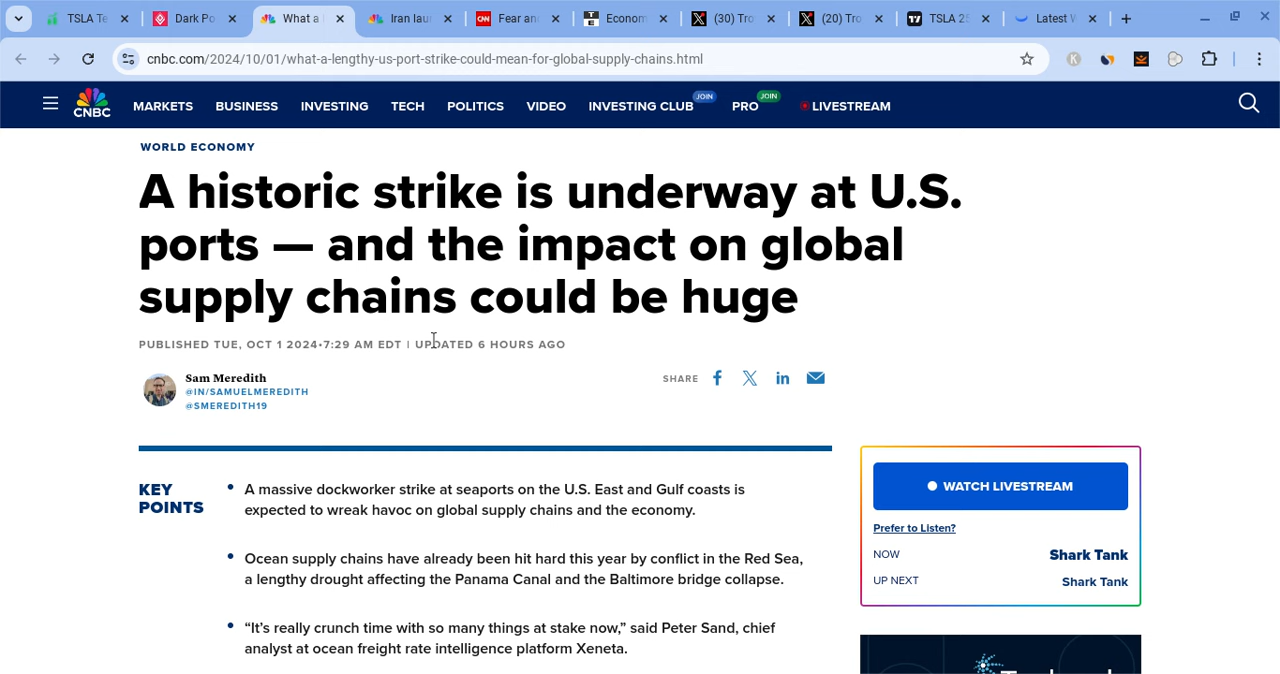 TSLA Te
Dark Po
What a
Iran lau
Fear an
Econom
(30) Tro
(20) Tro
TSLA 25
Latest V
cnbc.com/2024/10/01/what-a-lengthy-us-port-strike-could-mean-for-global-supply-chains.html
CNBC
MARKETS BUSINESS INVESTING TECH POLITICS VIDEO INVESTING CLUB JOIN PRO JOIN LIVESTREAM
WORLD ECONOMY
A historic strike is underway at U.S.
ports — and the impact on global
supply chains could be huge
PUBLISHED TUE, OCT 1 2024•7:29 AM EDT | UPDATED 6 HOURS AGO
Sam Meredith
@IN/SAMUELMEREDITH
@SMEREDITH19
SHARE
KEY
POINTS
• A massive dockworker strike at seaports on the U.S. East and Gulf coasts is
expected to wreak havoc on global supply chains and the economy.
• Ocean supply chains have already been hit hard this year by conflict in the Red Sea,
a lengthy drought affecting the Panama Canal and the Baltimore bridge collapse.
• “It’s really crunch time with so many things at stake now,” said Peter Sand, chief
analyst at ocean freight rate intelligence platform Xeneta.
WATCH LIVESTREAM
Prefer to Listen?
NOW Shark Tank
UP NEXT Shark Tank